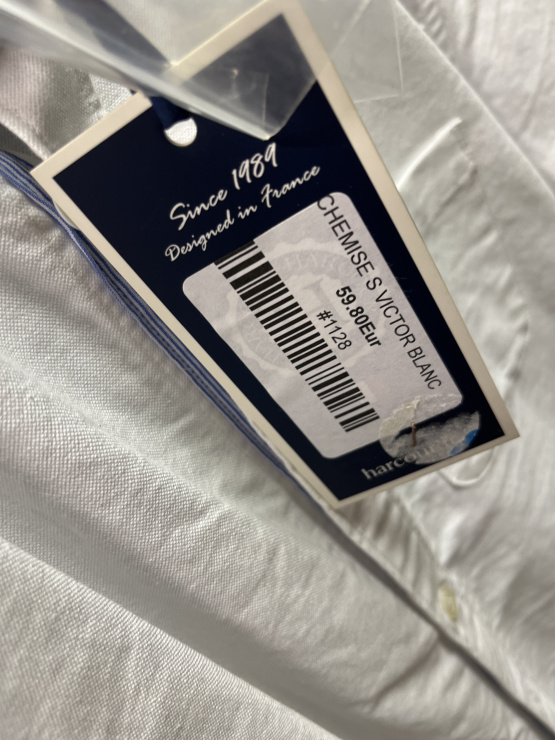 Since 1989
Designed in France
CHEMISE S VICTOR BLANC
59.80Eur
#1128